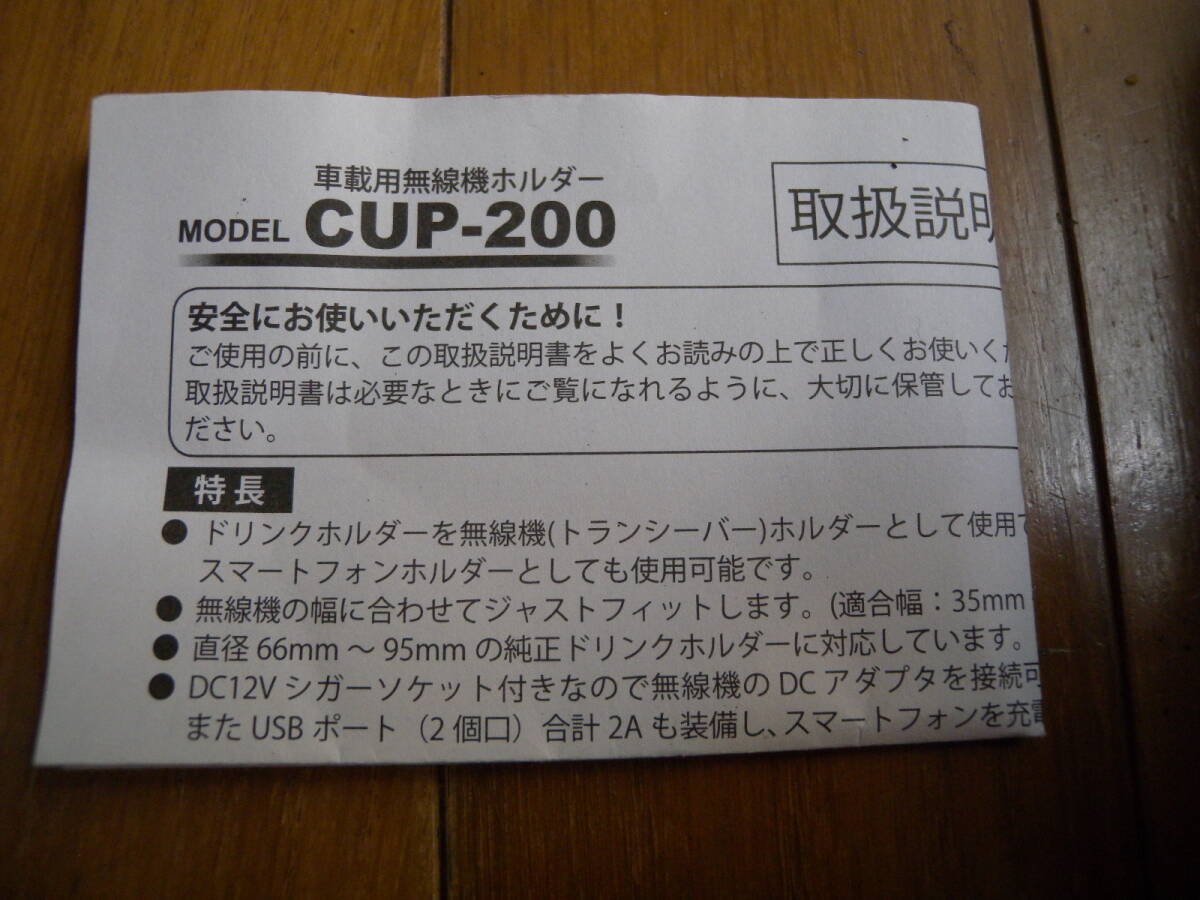 車載用無線機ホルダー
MODEL CUP-200
取扱説明
安全にお使いいただくために！
ご使用の前に、この取扱説明書をよくお読みの上で正しくお使いくだ
取扱説明書は必要なときにご覧になれるように、大切に保管してお
ださい。
特長
● ドリンクホルダーを無線機(トランシーバー)ホルダーとして使用で
スマートフォンホルダーとしても使用可能です。
● 無線機の幅に合わせてジャストフィットします。(適合幅：35mm
● 直径 66mm ～ 95mm の純正ドリンクホルダーに対応しています。
● DC12V シガーソケット付きなので無線機の DC アダプタを接続可
また USB ポート（2 個口）合計 2A も装備し、スマートフォンを充電